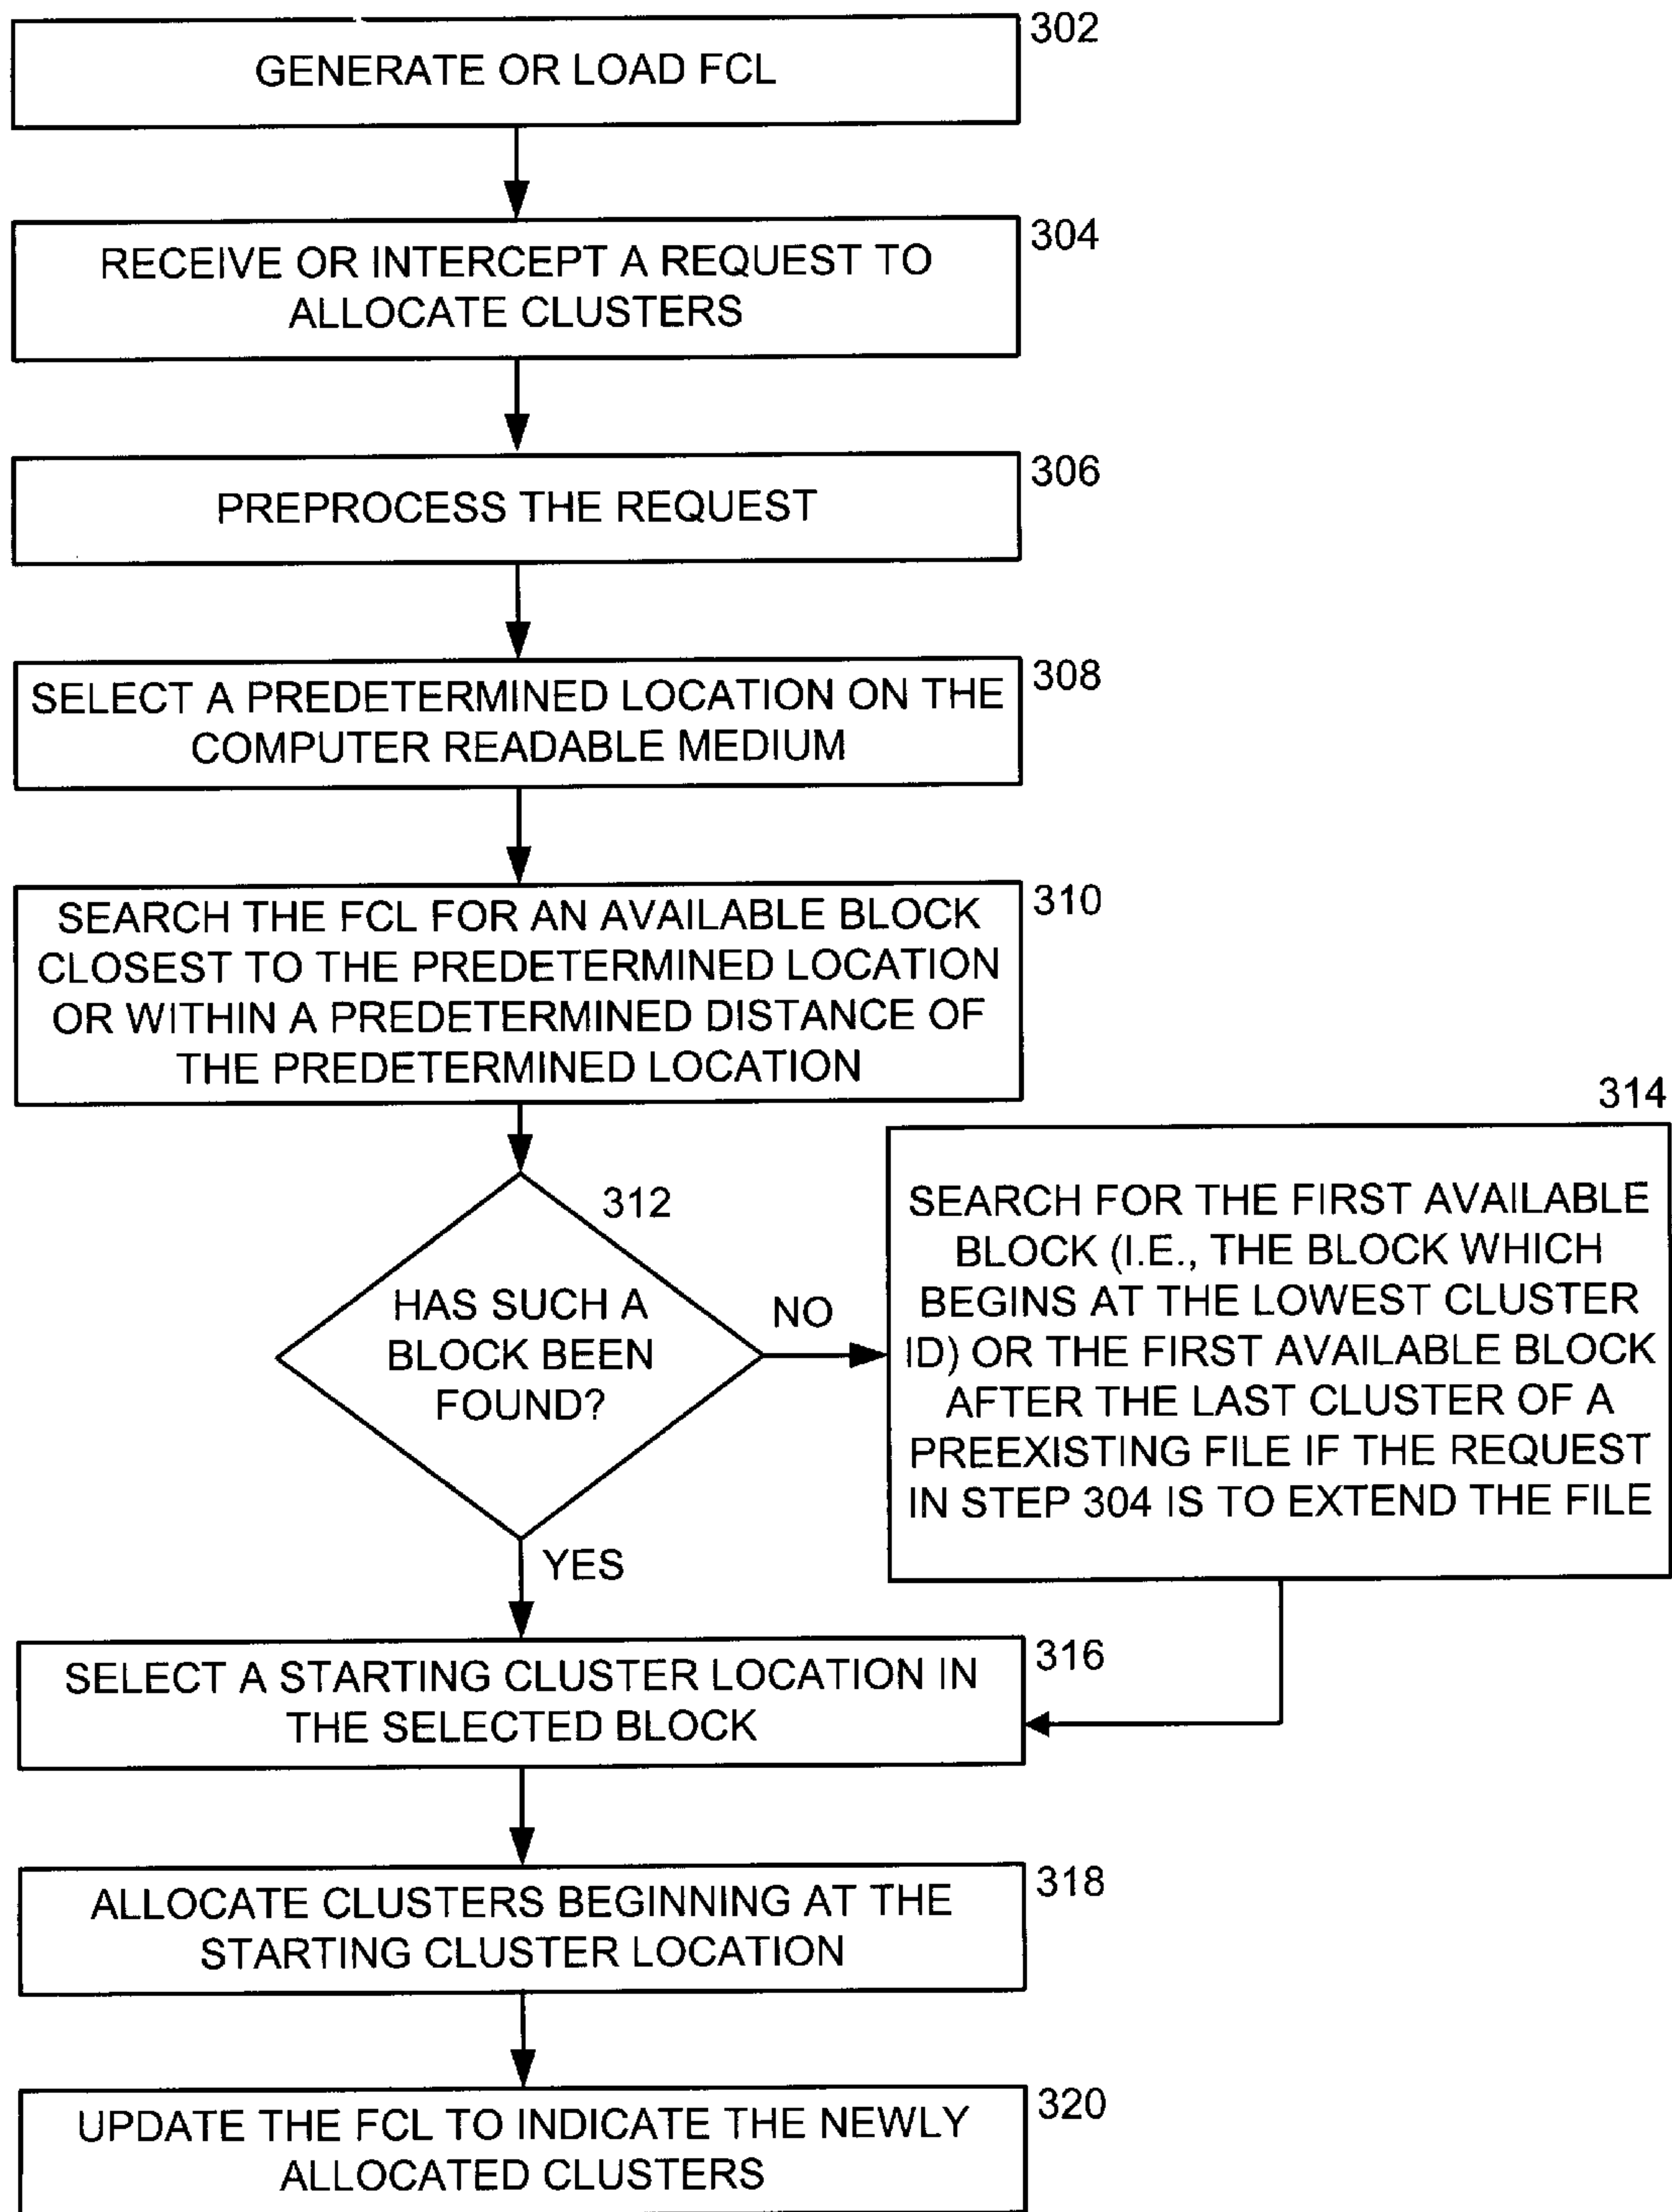 302
GENERATE OR LOAD FCL
304
RECEIVE OR INTERCEPT A REQUEST TO
ALLOCATE CLUSTERS
306
PREPROCESS THE REQUEST
308
SELECT A PREDETERMINED LOCATION ON THE
COMPUTER READABLE MEDIUM
310
SEARCH THE FCL FOR AN AVAILABLE BLOCK
CLOSEST TO THE PREDETERMINED LOCATION
OR WITHIN A PREDETERMINED DISTANCE OF
THE PREDETERMINED LOCATION
312
HAS SUCH A
BLOCK BEEN
FOUND?
NO
314
SEARCH FOR THE FIRST AVAILABLE
BLOCK (I.E., THE BLOCK WHICH
BEGINS AT THE LOWEST CLUSTER
ID) OR THE FIRST AVAILABLE BLOCK
AFTER THE LAST CLUSTER OF A
PREEXISTING FILE IF THE REQUEST
IN STEP 304 IS TO EXTEND THE FILE
YES
316
SELECT A STARTING CLUSTER LOCATION IN
THE SELECTED BLOCK
318
ALLOCATE CLUSTERS BEGINNING AT THE
STARTING CLUSTER LOCATION
320
UPDATE THE FCL TO INDICATE THE NEWLY
ALLOCATED CLUSTERS